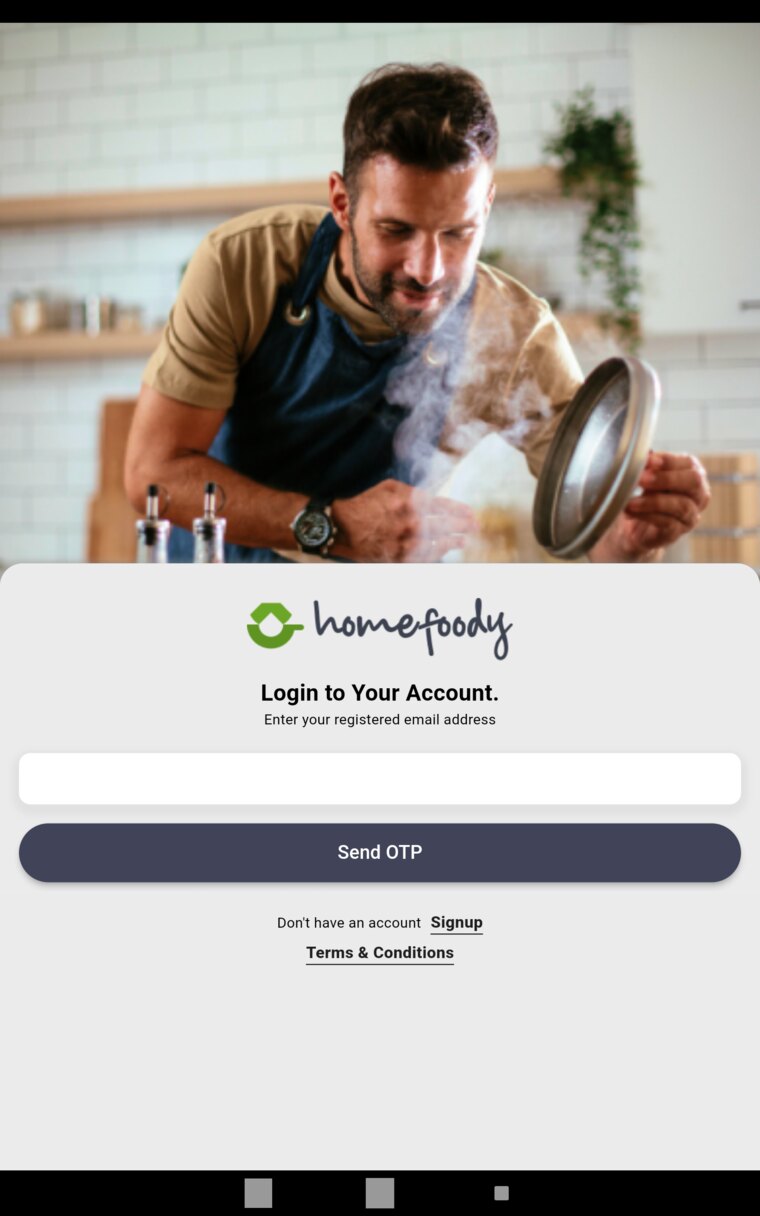 homefoody
Login to Your Account.
Enter your registered email address
Send OTP
Don't have an account Signup
Terms & Conditions